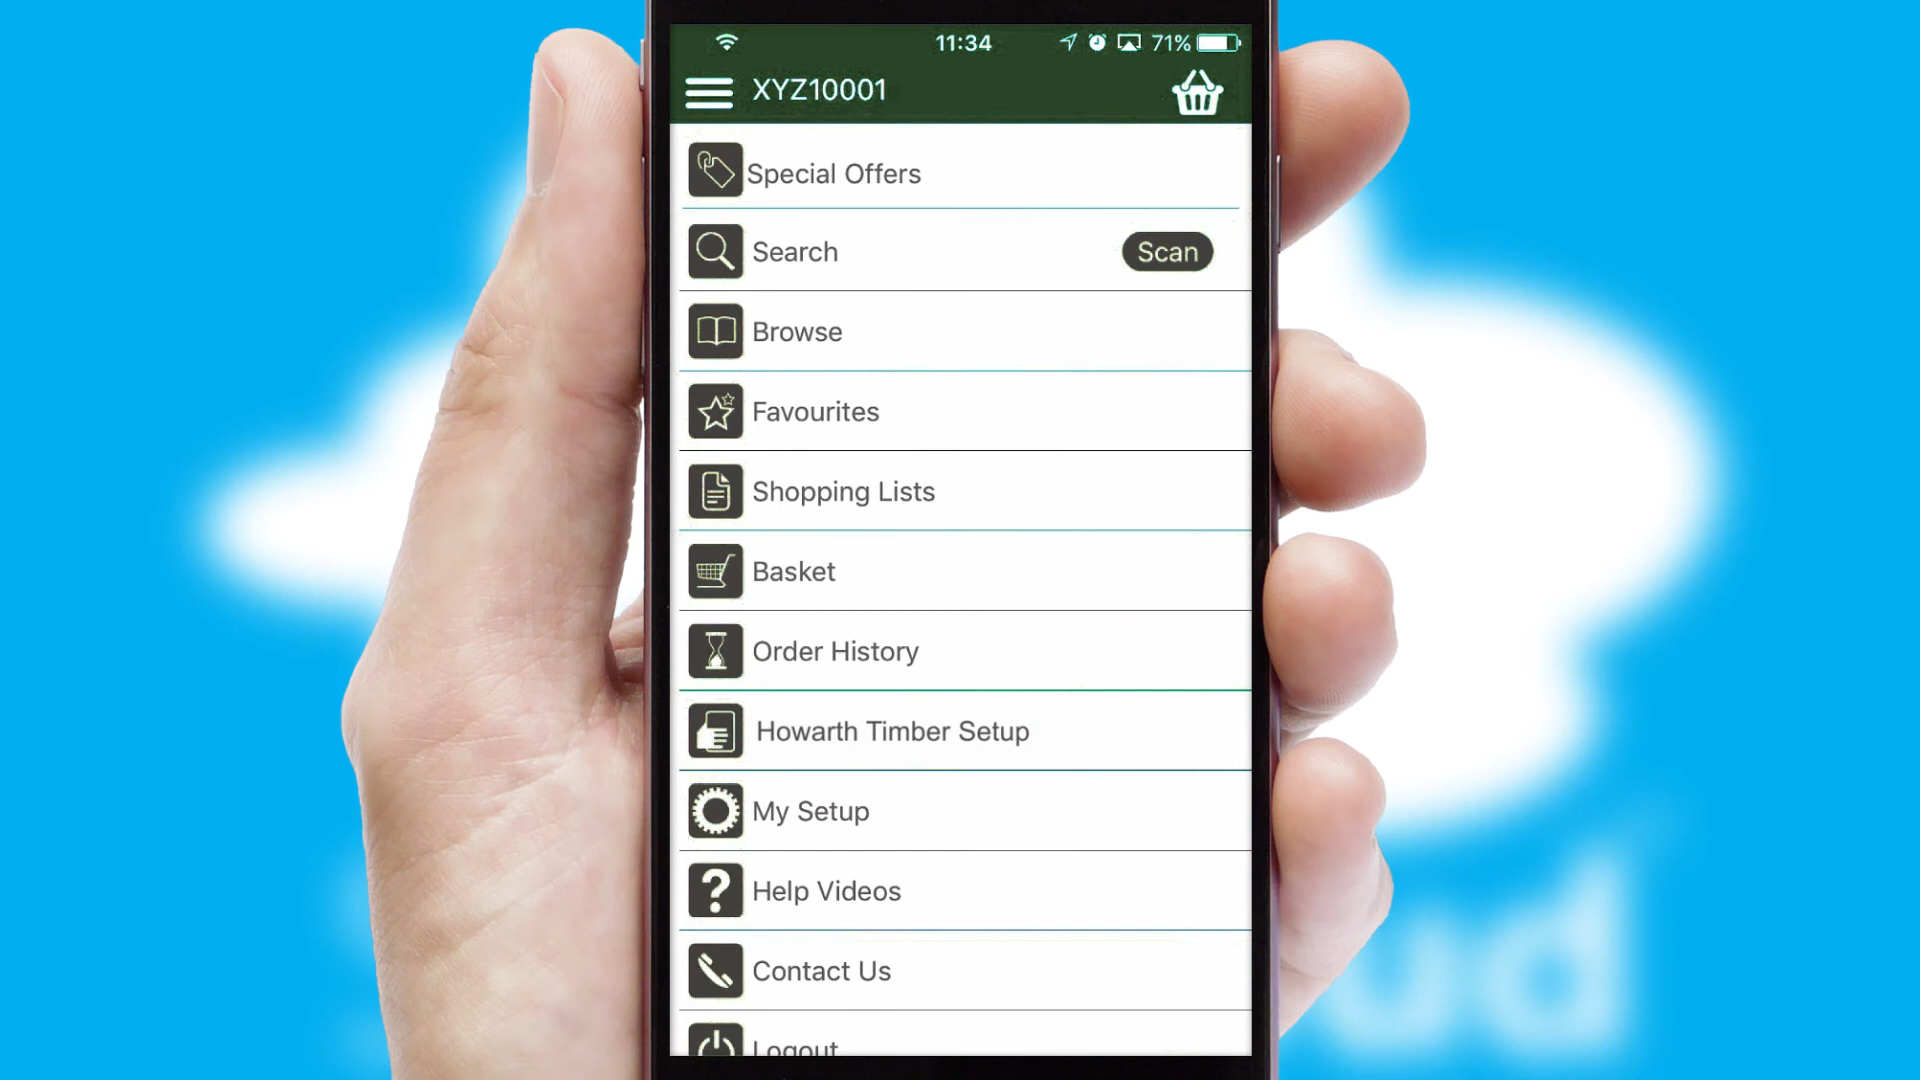 11:34 71%
XYZ10001
Special Offers
Search Scan
Browse
Favourites
Shopping Lists
Basket
Order History
Howarth Timber Setup
My Setup
Help Videos
Contact Us
Logout
ud